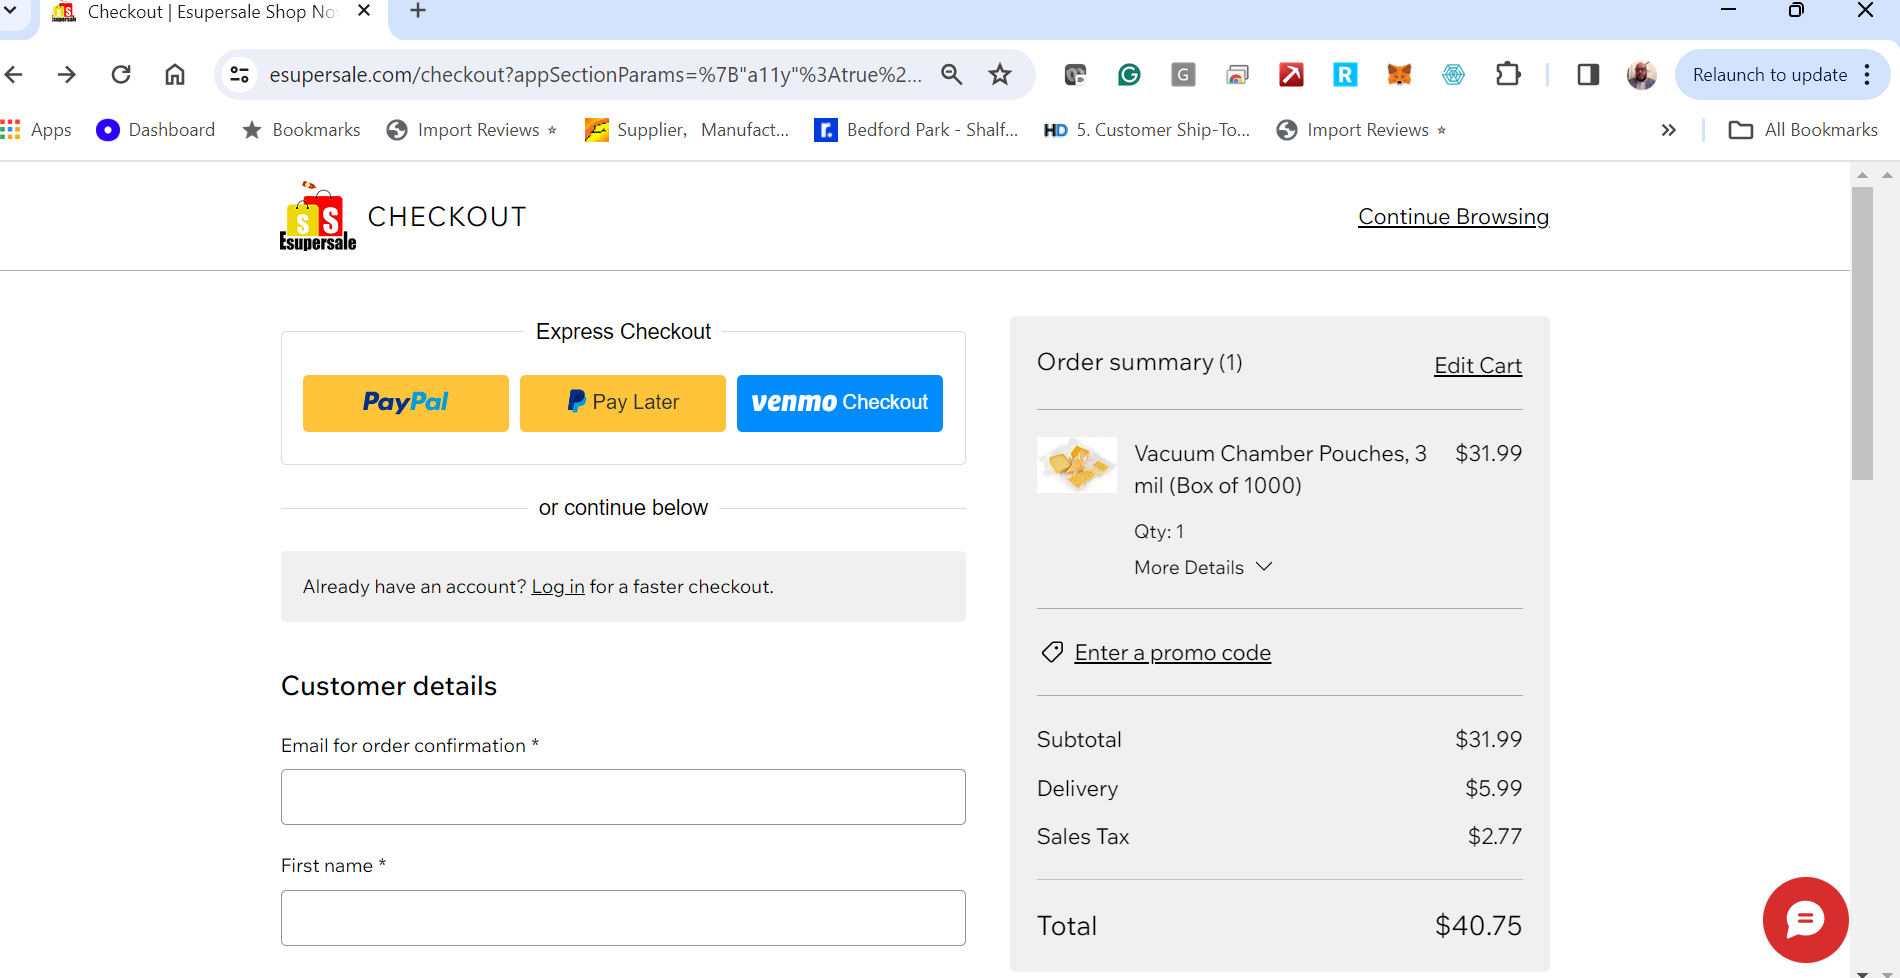 Checkout | Esupersale Shop No
esupersale.com/checkout?appSectionParams=%7B"a11y"%3Atrue%2...
G
R
Relaunch to update
Apps
Dashboard
Bookmarks
Import Reviews ⭑
Supplier， Manufact...
r.
Bedford Park - Shalf...
HD
5. Customer Ship-To...
Import Reviews ⭑
»
All Bookmarks
S S
Esupersale
CHECKOUT
Continue Browsing
Express Checkout
PayPal
Pay Later
venmo Checkout
or continue below
Already have an account? Log in for a faster checkout.
Customer details
Email for order confirmation *
First name *
Order summary (1)
Edit Cart
Vacuum Chamber Pouches, 3 $31.99
mil (Box of 1000)
Qty: 1
More Details
Enter a promo code
Subtotal $31.99
Delivery $5.99
Sales Tax $2.77
Total $40.75